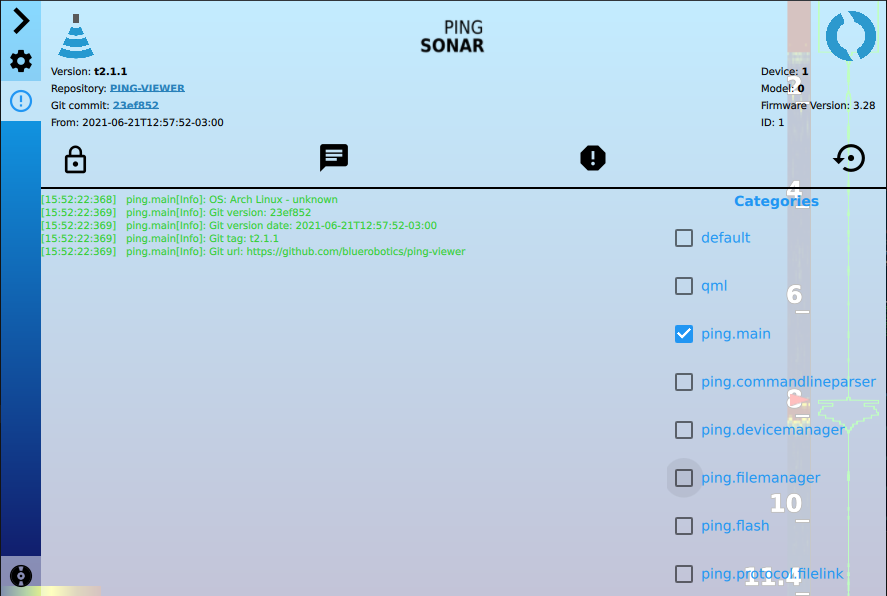 PING
SONAR
Version: t2.1.1
Repository: PING-VIEWER
Git commit: 23ef852
From: 2021-06-21T12:57:52-03:00
Device: 1
Model: 0
Firmware Version: 3.28
ID: 1
2
4
[15:52:22:368] ping.main[Info]: OS: Arch Linux - unknown
[15:52:22:369] ping.main[Info]: Git version: 23ef852
[15:52:22:369] ping.main[Info]: Git version date: 2021-06-21T12:57:52-03:00
[15:52:22:369] ping.main[Info]: Git tag: t2.1.1
[15:52:22:369] ping.main[Info]: Git url: https://github.com/bluerobotics/ping-viewer
Categories
default
qml
6
ping.main
ping.commandlineparser
8
ping.devicemanager
ping.filemanager
10
ping.flash
ping.protocol.filelink
11.4